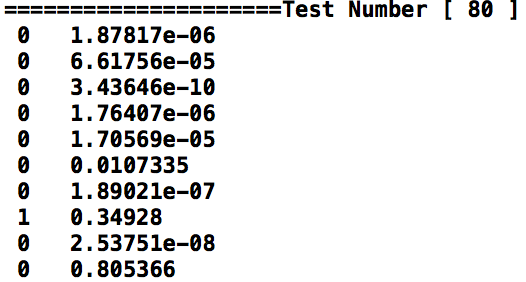 =====================Test Number [ 80 ]
0 1.87817e-06
0 6.61756e-05
0 3.43646e-10
0 1.76407e-06
0 1.70569e-05
0 0.0107335
0 1.89021e-07
1 0.34928
0 2.53751e-08
0 0.805366